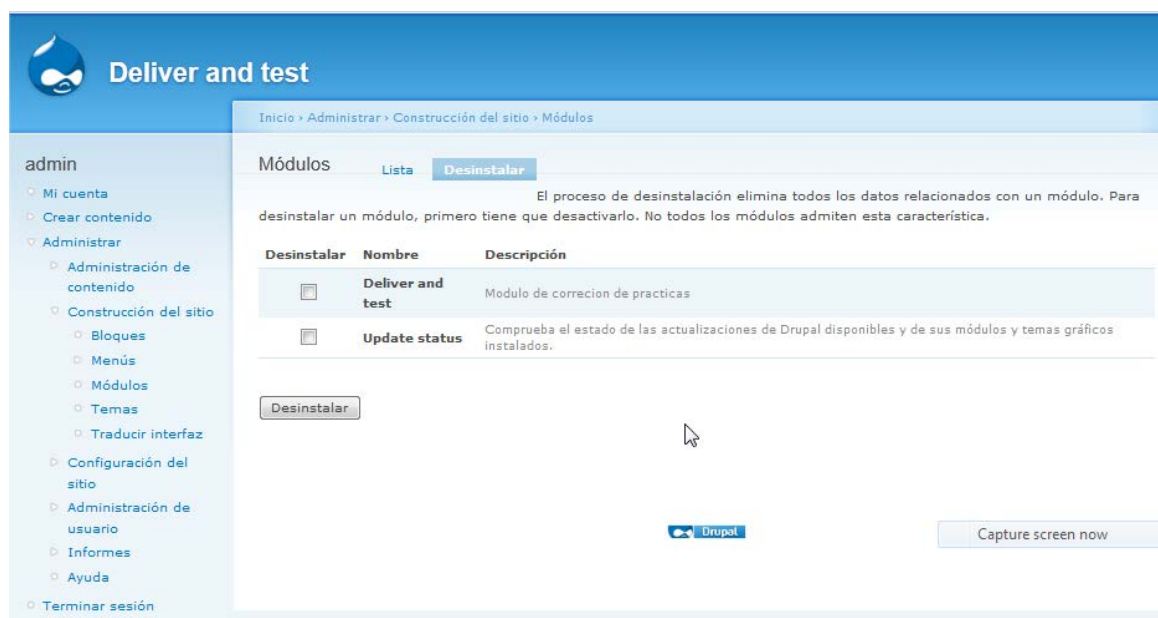 Deliver and test
Inicio › Administrar › Construcción del sitio › Módulos
admin
Mi cuenta
Crear contenido
Administrar
Administración de
contenido
Construcción del sitio
Bloques
Menús
Módulos
Temas
Traducir interfaz
Configuración del
sitio
Administración de
usuario
Informes
Ayuda
Terminar sesión
Módulos Lista Desinstalar
El proceso de desinstalación elimina todos los datos relacionados con un módulo. Para
desinstalar un módulo, primero tiene que desactivarlo. No todos los módulos admiten esta característica.
Desinstalar Nombre Descripción
Deliver and
test
Modulo de correcion de practicas
Update status
Comprueba el estado de las actualizaciones de Drupal disponibles y de sus módulos y temas gráficos
instalados.
Desinstalar
Drupal
Capture screen now